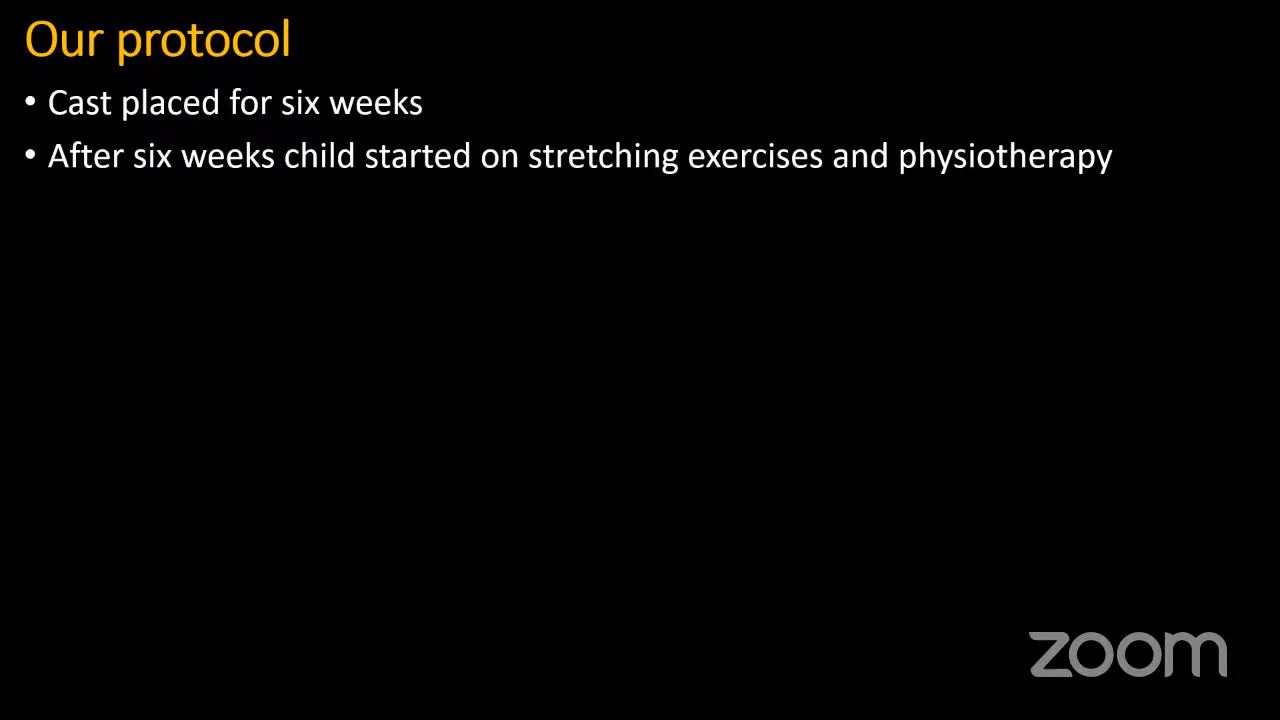 Our protocol
• Cast placed for six weeks
• After six weeks child started on stretching exercises and physiotherapy
zoom